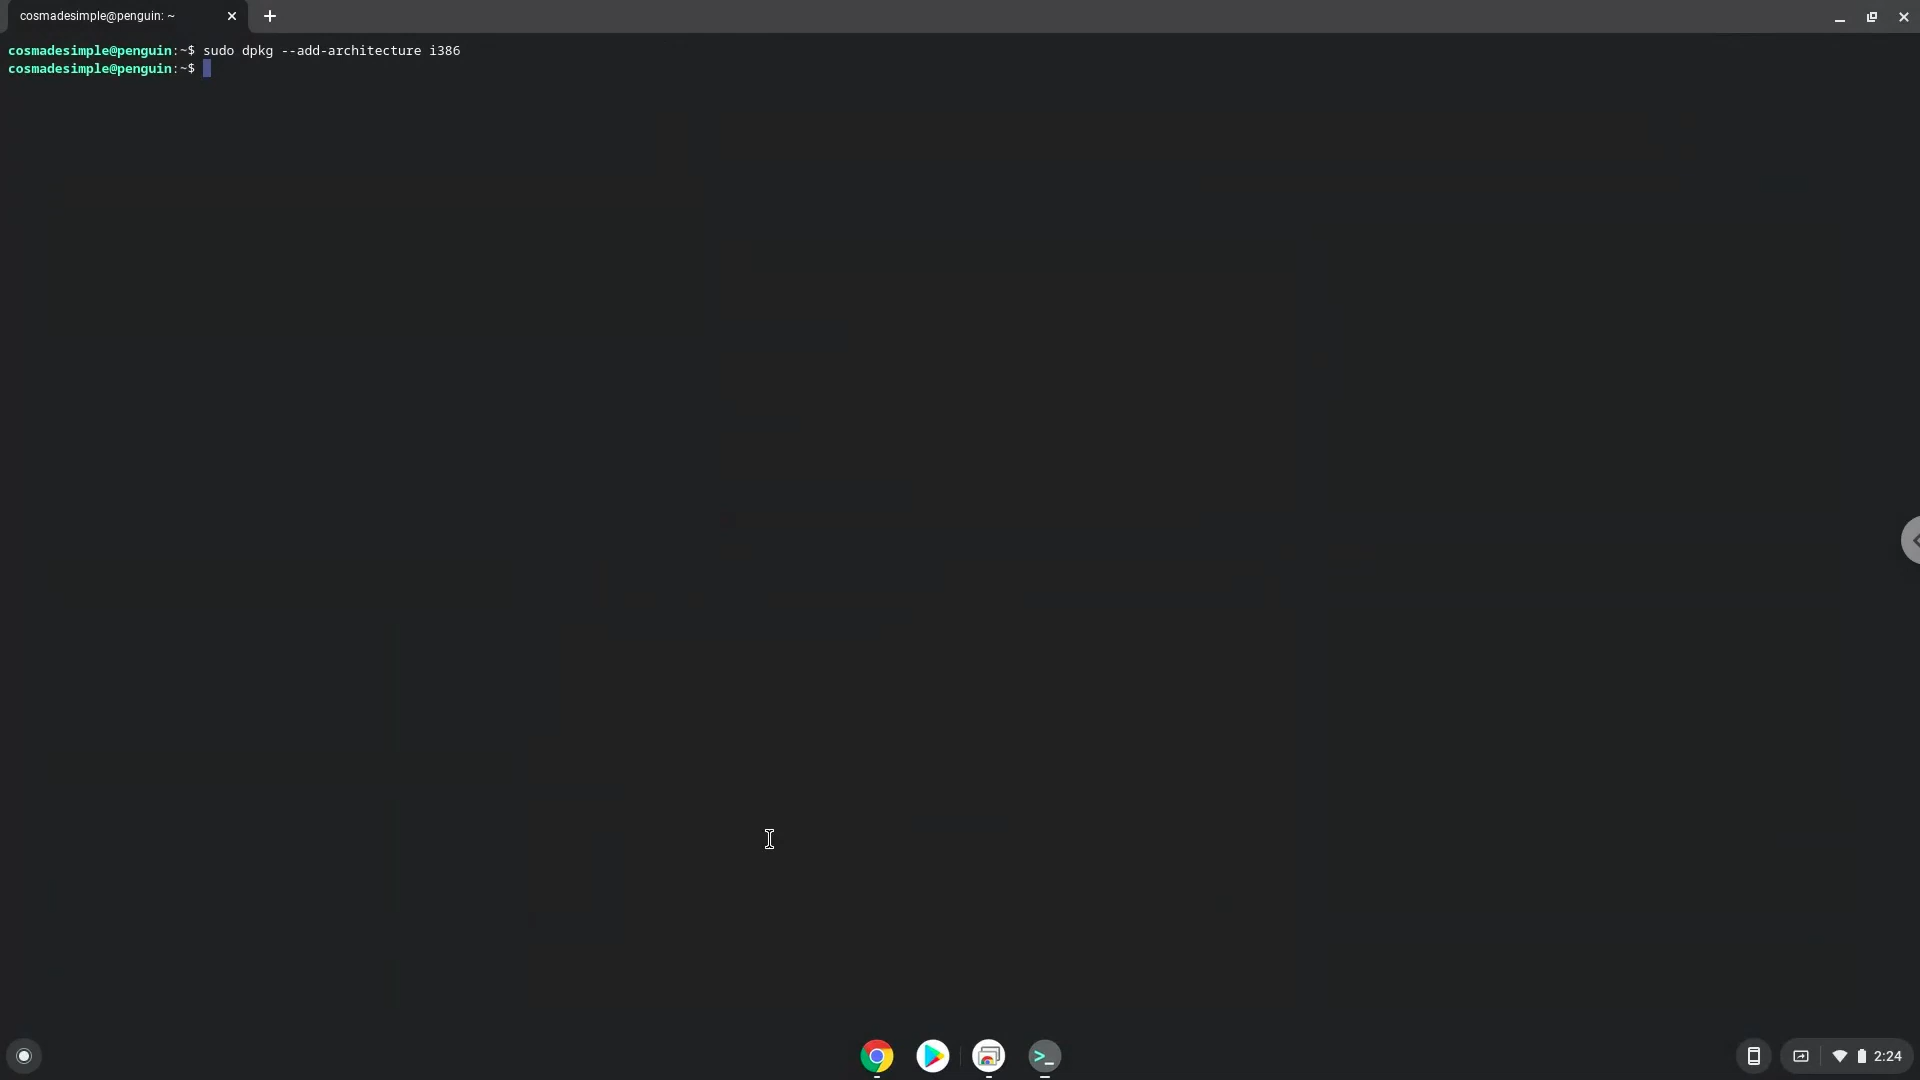 cosmadesimple@penguin: ~
cosmadesimple@penguin:~$ sudo dpkg --add-architecture i386
cosmadesimple@penguin:~$
2:24